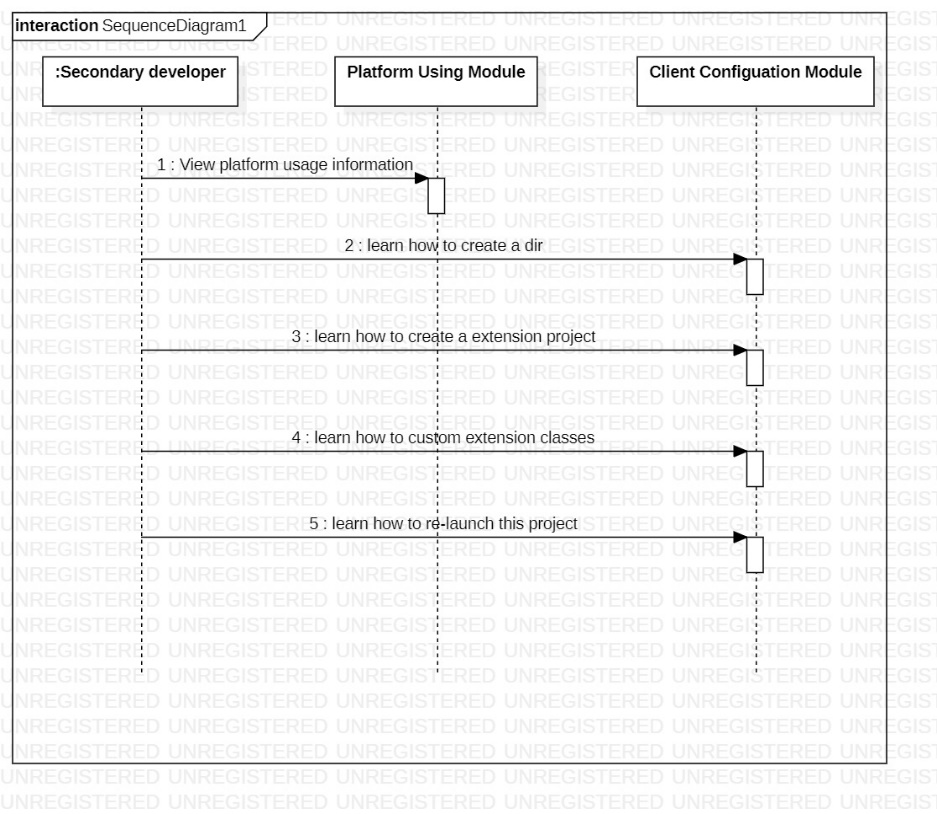 interaction SequenceDiagram1
:Secondary developer
Platform Using Module
Client Configuation Module
1 : View platform usage information
2 : learn how to create a dir
3 : learn how to create a extension project
4 : learn how to custom extension classes
5 : learn how to re-launch this project
UNREGISTERED